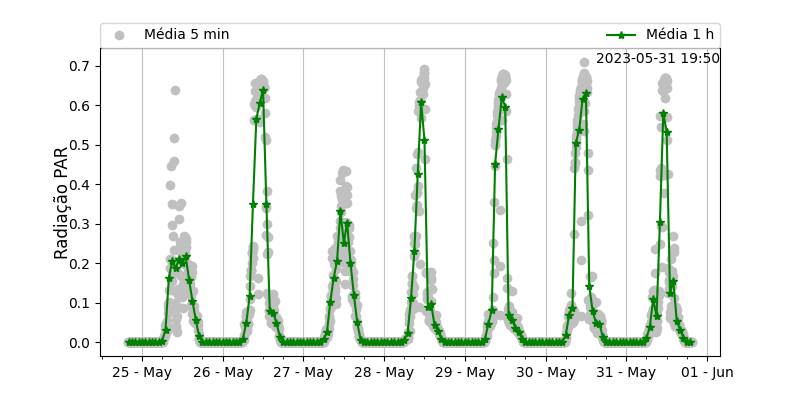 Média 5 min
Média 1 h
2023-05-31 19:50
Radiação PAR
0.7
0.6
0.5
0.4
0.3
0.2
0.1
0.0
25 - May
26 - May
27 - May
28 - May
29 - May
30 - May
31 - May
01 - Jun